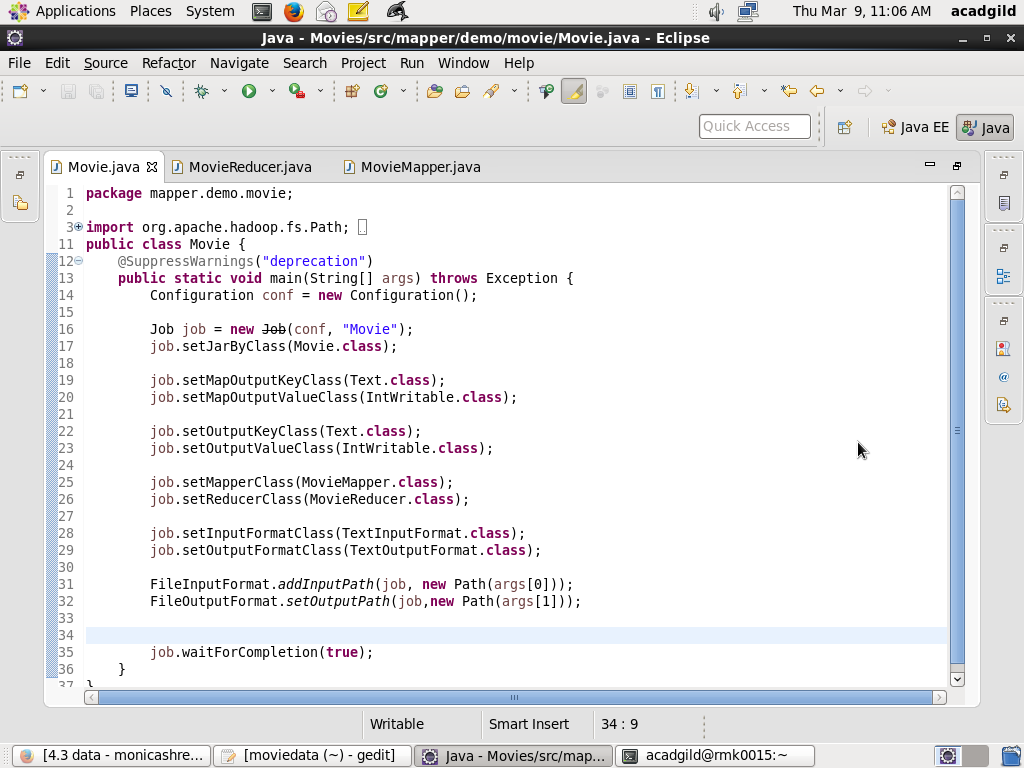 Applications Places System Thu Mar 9, 11:06 AM acadgild
Java - Movies/src/mapper/demo/movie/Movie.java - Eclipse
File Edit Source Refactor Navigate Search Project Run Window Help
Quick Access Java EE Java
Movie.java MovieReducer.java MovieMapper.java
1 package mapper.demo.movie;
2
3 import org.apache.hadoop.fs.Path;
11 public class Movie {
12 @SuppressWarnings("deprecation")
13 public static void main(String[] args) throws Exception {
14 Configuration conf = new Configuration();
15
16 Job job = new Job(conf, "Movie");
17 job.setJarByClass(Movie.class);
18
19 job.setMapOutputKeyClass(Text.class);
20 job.setMapOutputValueClass(IntWritable.class);
21
22 job.setOutputKeyClass(Text.class);
23 job.setOutputValueClass(IntWritable.class);
24
25 job.setMapperClass(MovieMapper.class);
26 job.setReducerClass(MovieReducer.class);
27
28 job.setInputFormatClass(TextInputFormat.class);
29 job.setOutputFormatClass(TextOutputFormat.class);
30
31 FileInputFormat.addInputPath(job, new Path(args[0]));
32 FileOutputFormat.setOutputPath(job,new Path(args[1]));
33
34
35 job.waitForCompletion(true);
36 }
37 }
Writable Smart Insert 34 : 9
[4.3 data - monicashre... [moviedata (~) - gedit] Java - Movies/src/map... acadgild@rmk0015:~